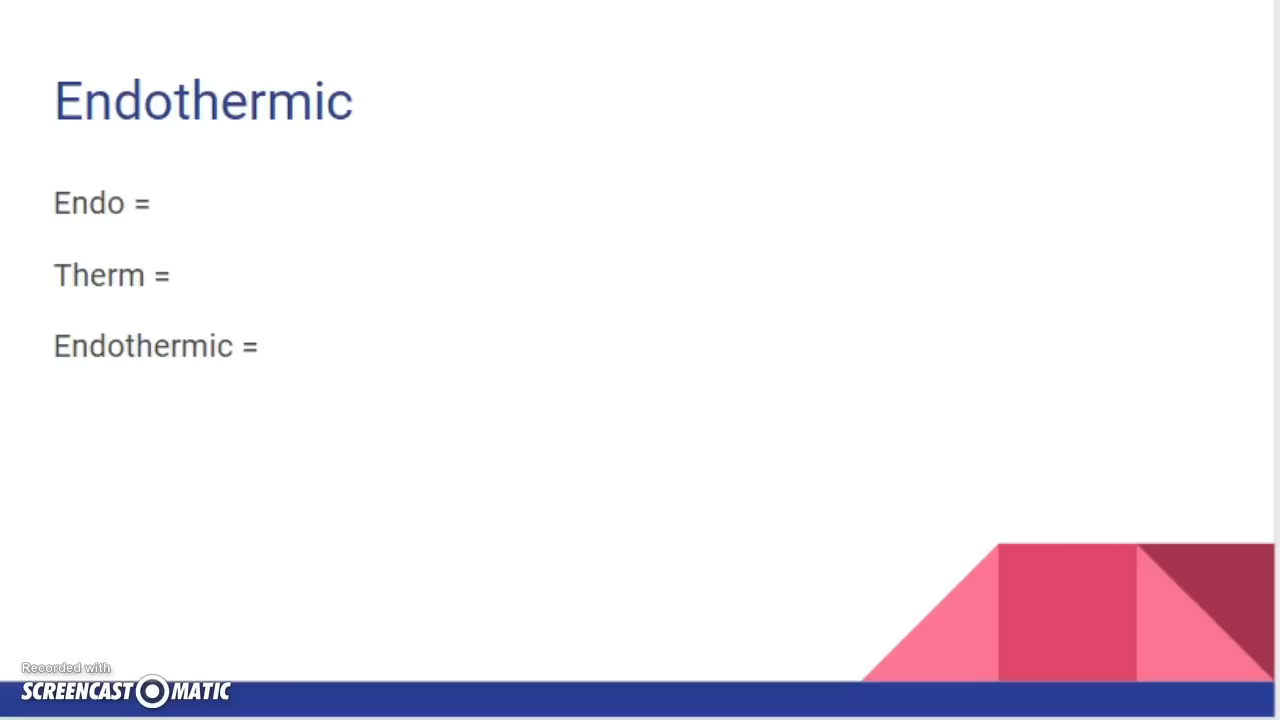 Endothermic
Endo =
Therm =
Endothermic =
Recorded with
SCREENCAST MATIC